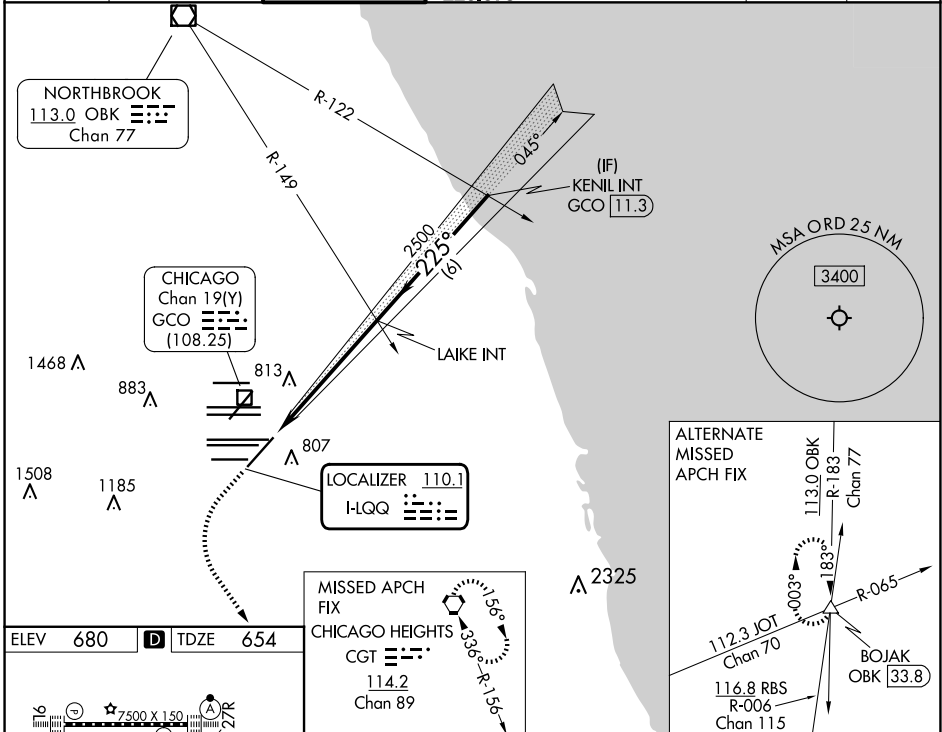 NORTHBROOK
113.0 OBK
Chan 77
R-122
R-149
045°
(IF)
KENIL INT
GCO 11.3
2500
225°
(6)
MSA ORD 25 NM
3400
CHICAGO
Chan 19(Y)
GCO
(108.25)
LAIKE INT
1468
883
813
807
1508
1185
LOCALIZER 110.1
I-LQQ
2325
MISSED APCH
FIX
CHICAGO HEIGHTS
CGT
114.2
Chan 89
156°
336°
R-156
ALTERNATE
MISSED
APCH FIX
113.0 OBK
R-183
Chan 77
003°
183°
R-065
112.3 JOT
Chan 70
116.8 RBS
R-006
Chan 115
BOJAK
OBK 33.8
ELEV 680 D TDZE 654
9L
P
7500 X 150
A
27R